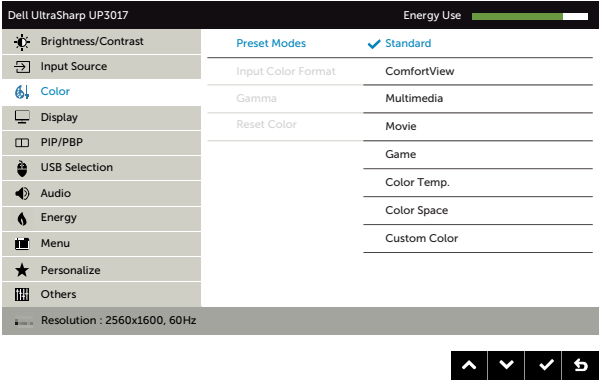 Dell UltraSharp UP3017 Energy Use
Brightness/Contrast Preset Modes Standard
Input Source Input Color Format ComfortView
Color Gamma Multimedia
Display Reset Color Movie
PIP/PBP Game
USB Selection Color Temp.
Audio Color Space
Energy Custom Color
Menu
Personalize
Others
Resolution : 2560x1600, 60Hz